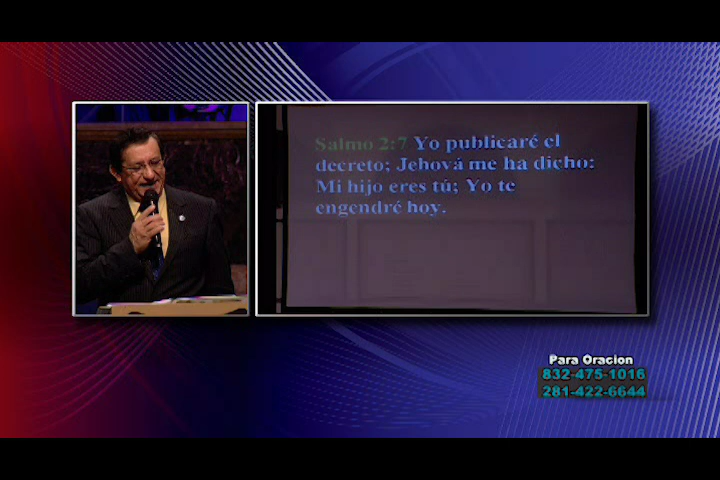 Salmo 2:7 Yo publicaré el
decreto; Jehová me ha dicho:
Mi hijo eres tú; Yo te
engendré hoy.
Para Oracion
832-475-1016
281-422-6644